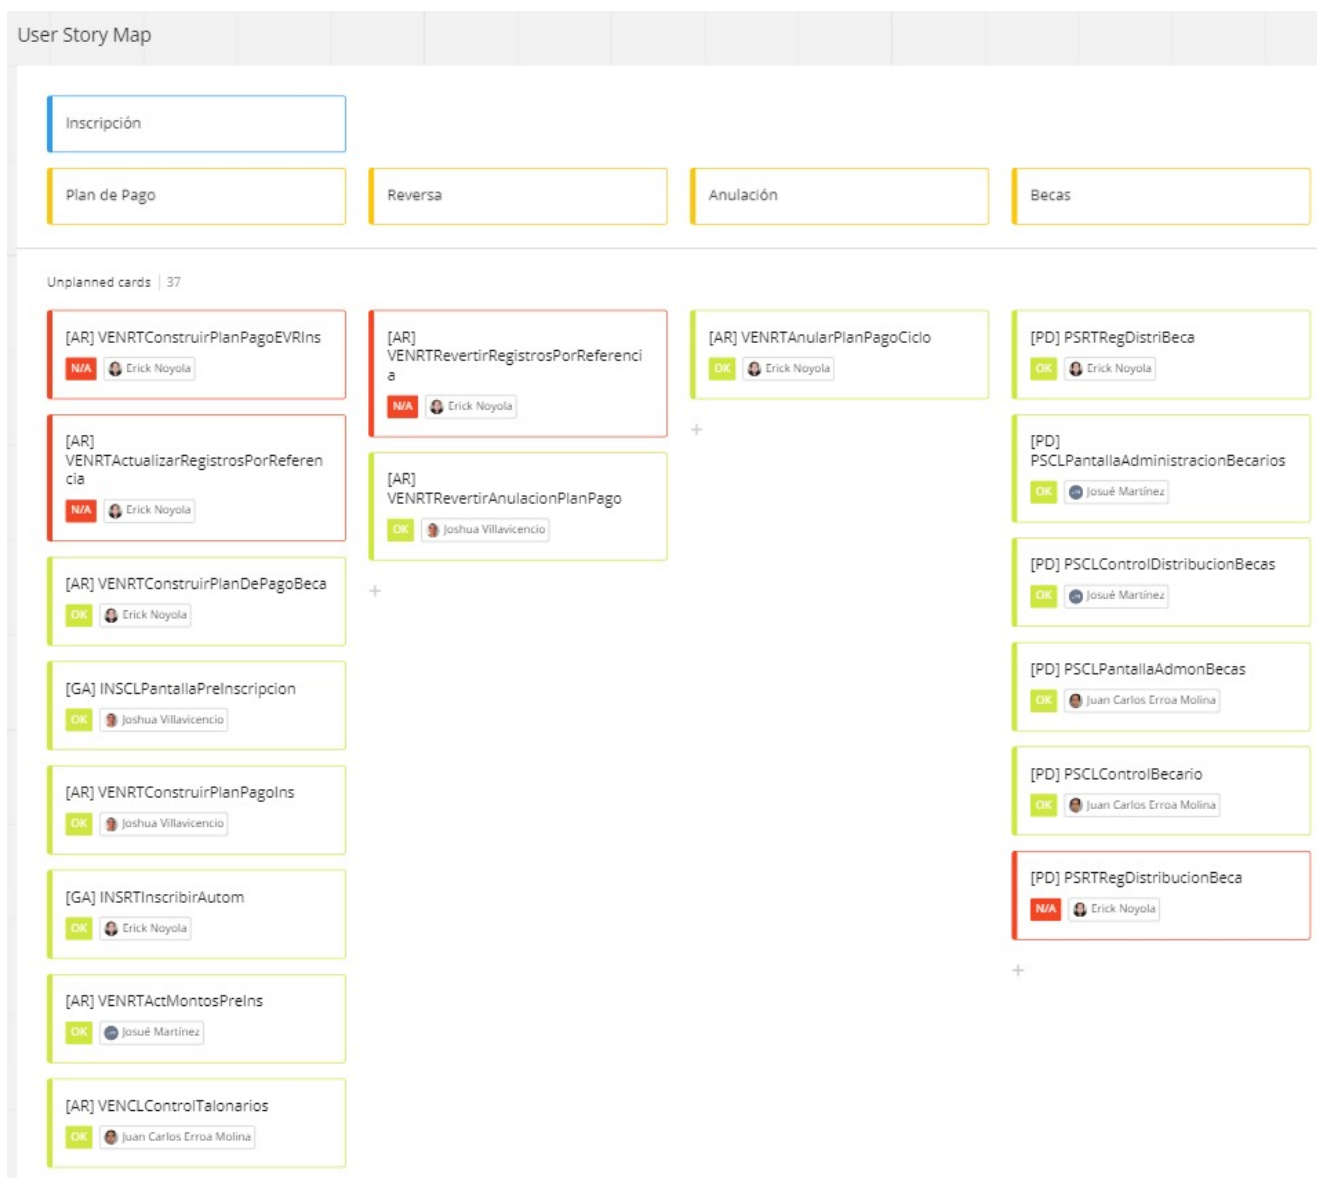 User Story Map
Inscripción
Plan de Pago
Reversa
Anulación
Becas
Unplanned cards | 37
[AR] VENRTConstruirPlanPagoEVRIns
N/A Erick Noyola
[AR]
VENRTActualizarRegistrosPorReferen
cia
N/A Erick Noyola
[AR] VENRTConstruirPlanDePagoBeca
OK Erick Noyola
[GA] INSCLPantallaPreInscripcion
OK Joshua Villavicencio
[AR] VENRTConstruirPlanPagoIns
OK Joshua Villavicencio
[GA] INSRTInscribirAutom
OK Erick Noyola
[AR] VENRTActMontosPreIns
OK Josué Martínez
[AR] VENCLControlTalonarios
OK Juan Carlos Erroa Molina
[AR]
VENRTRevertirRegistrosPorReferenci
a
N/A Erick Noyola
[AR]
VENRTRevertirAnulacionPlanPago
OK Joshua Villavicencio
+
[AR] VENRTAnularPlanPagoCiclo
OK Erick Noyola
+
[PD] PSRTRegDistriBeca
OK Erick Noyola
[PD]
PSCLPantallaAdministracionBecarios
OK Josué Martínez
[PD] PSCLControlDistribucionBecas
OK Josué Martínez
[PD] PSCLPantallaAdmonBecas
OK Juan Carlos Erroa Molina
[PD] PSCLControlBecario
OK Juan Carlos Erroa Molina
[PD] PSRTRegDistribucionBeca
N/A Erick Noyola
+